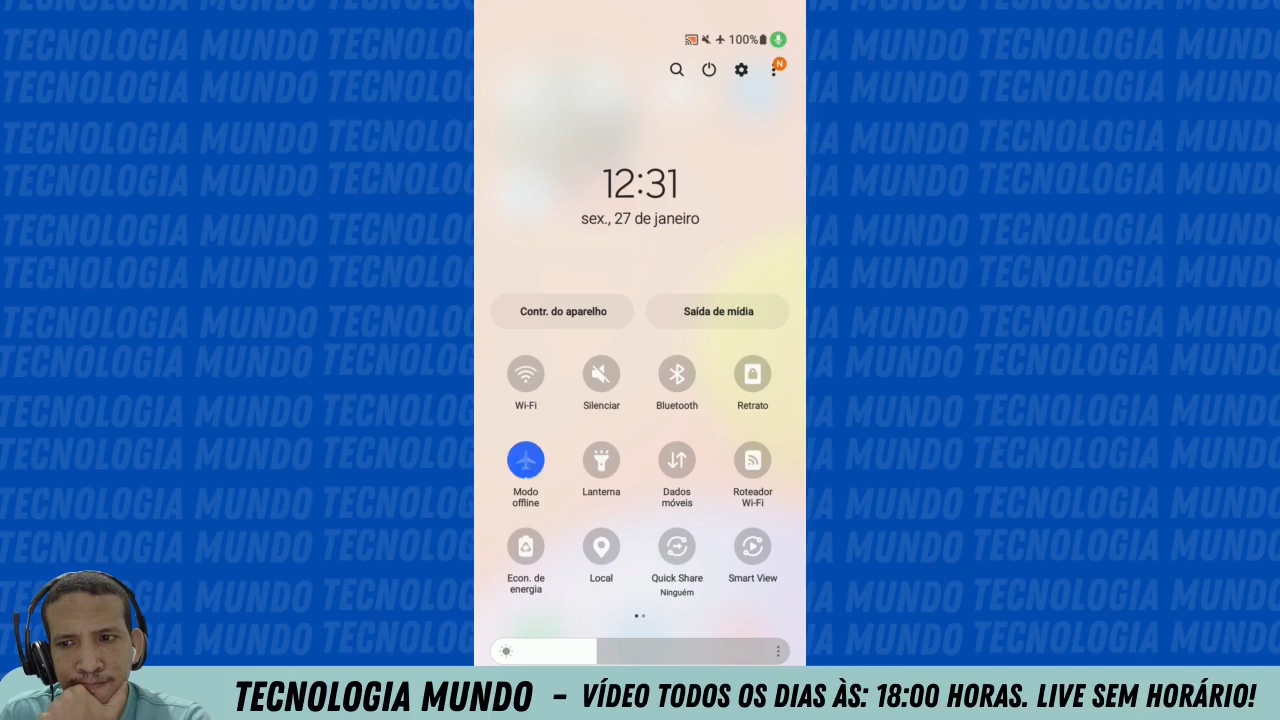 TECNOLOGIA MUNDO TECNOLOGIA MUNDO TECNOLOGIA MUNDO
100%
N
12:31
sex., 27 de janeiro
Contr. do aparelho
Saída de mídia
Wi-Fi
Silenciar
Bluetooth
Retrato
Modo
offline
Lanterna
Dados
móveis
Roteador
Wi-Fi
Econ. de
energia
Local
Quick Share
Ninguém
Smart View
TECNOLOGIA MUNDO - VÍDEO TODOS OS DIAS ÀS: 18:00 HORAS. LIVE SEM HORÁRIO!